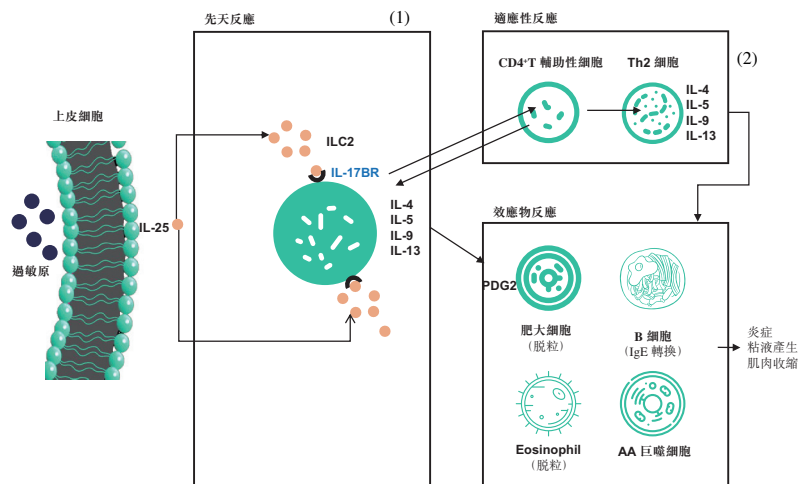 先天反應
(1)
適應性反應
(2)
CD4+T 輔助性細胞
Th2 細胞
IL-4
IL-5
IL-9
IL-13
上皮細胞
ILC2
IL-17BR
IL-4
IL-5
IL-9
IL-13
IL-25
過敏原
效應物反應
PDG2
肥大細胞
(脱粒)
B 細胞
(IgE 轉換)
炎症
粘液產生
肌肉收縮
Eosinophil
(脱粒)
AA 巨噬細胞